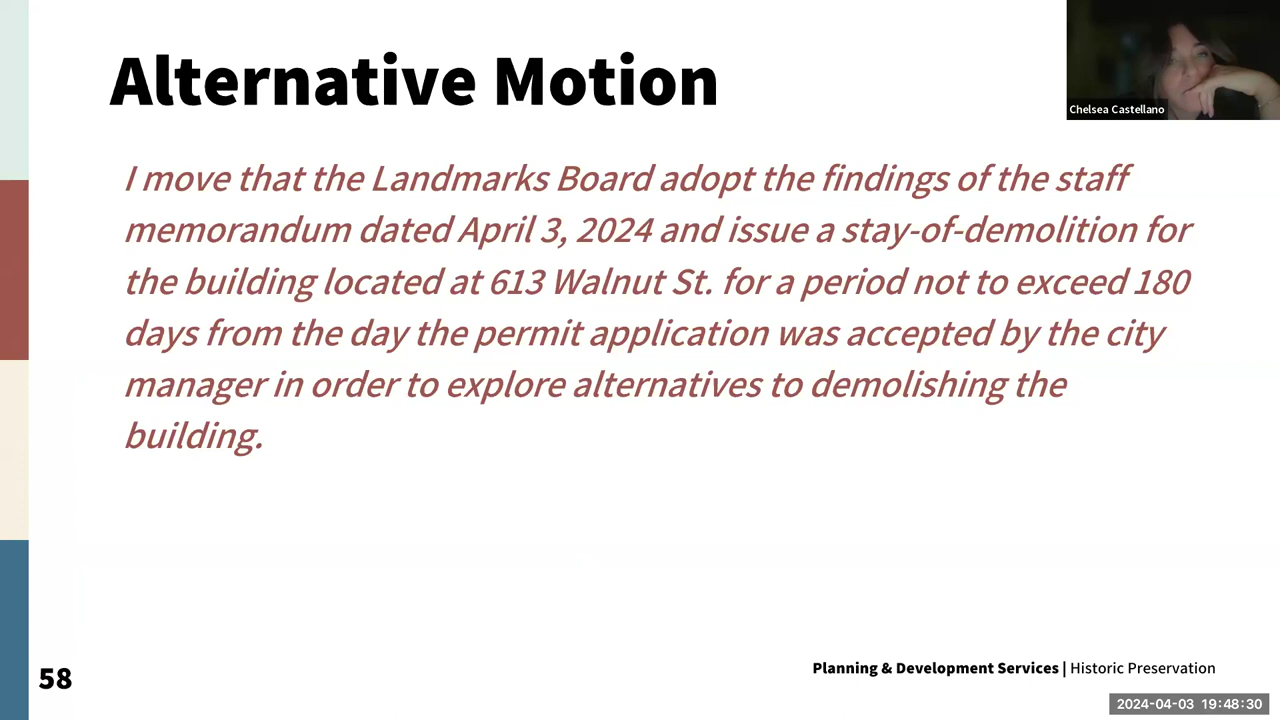 Alternative Motion
Chelsea Castellano
I move that the Landmarks Board adopt the findings of the staff
memorandum dated April 3, 2024 and issue a stay-of-demolition for
the building located at 613 Walnut St. for a period not to exceed 180
days from the day the permit application was accepted by the city
manager in order to explore alternatives to demolishing the
building.
58
Planning & Development Services | Historic Preservation
2024-04-03 19:48:30